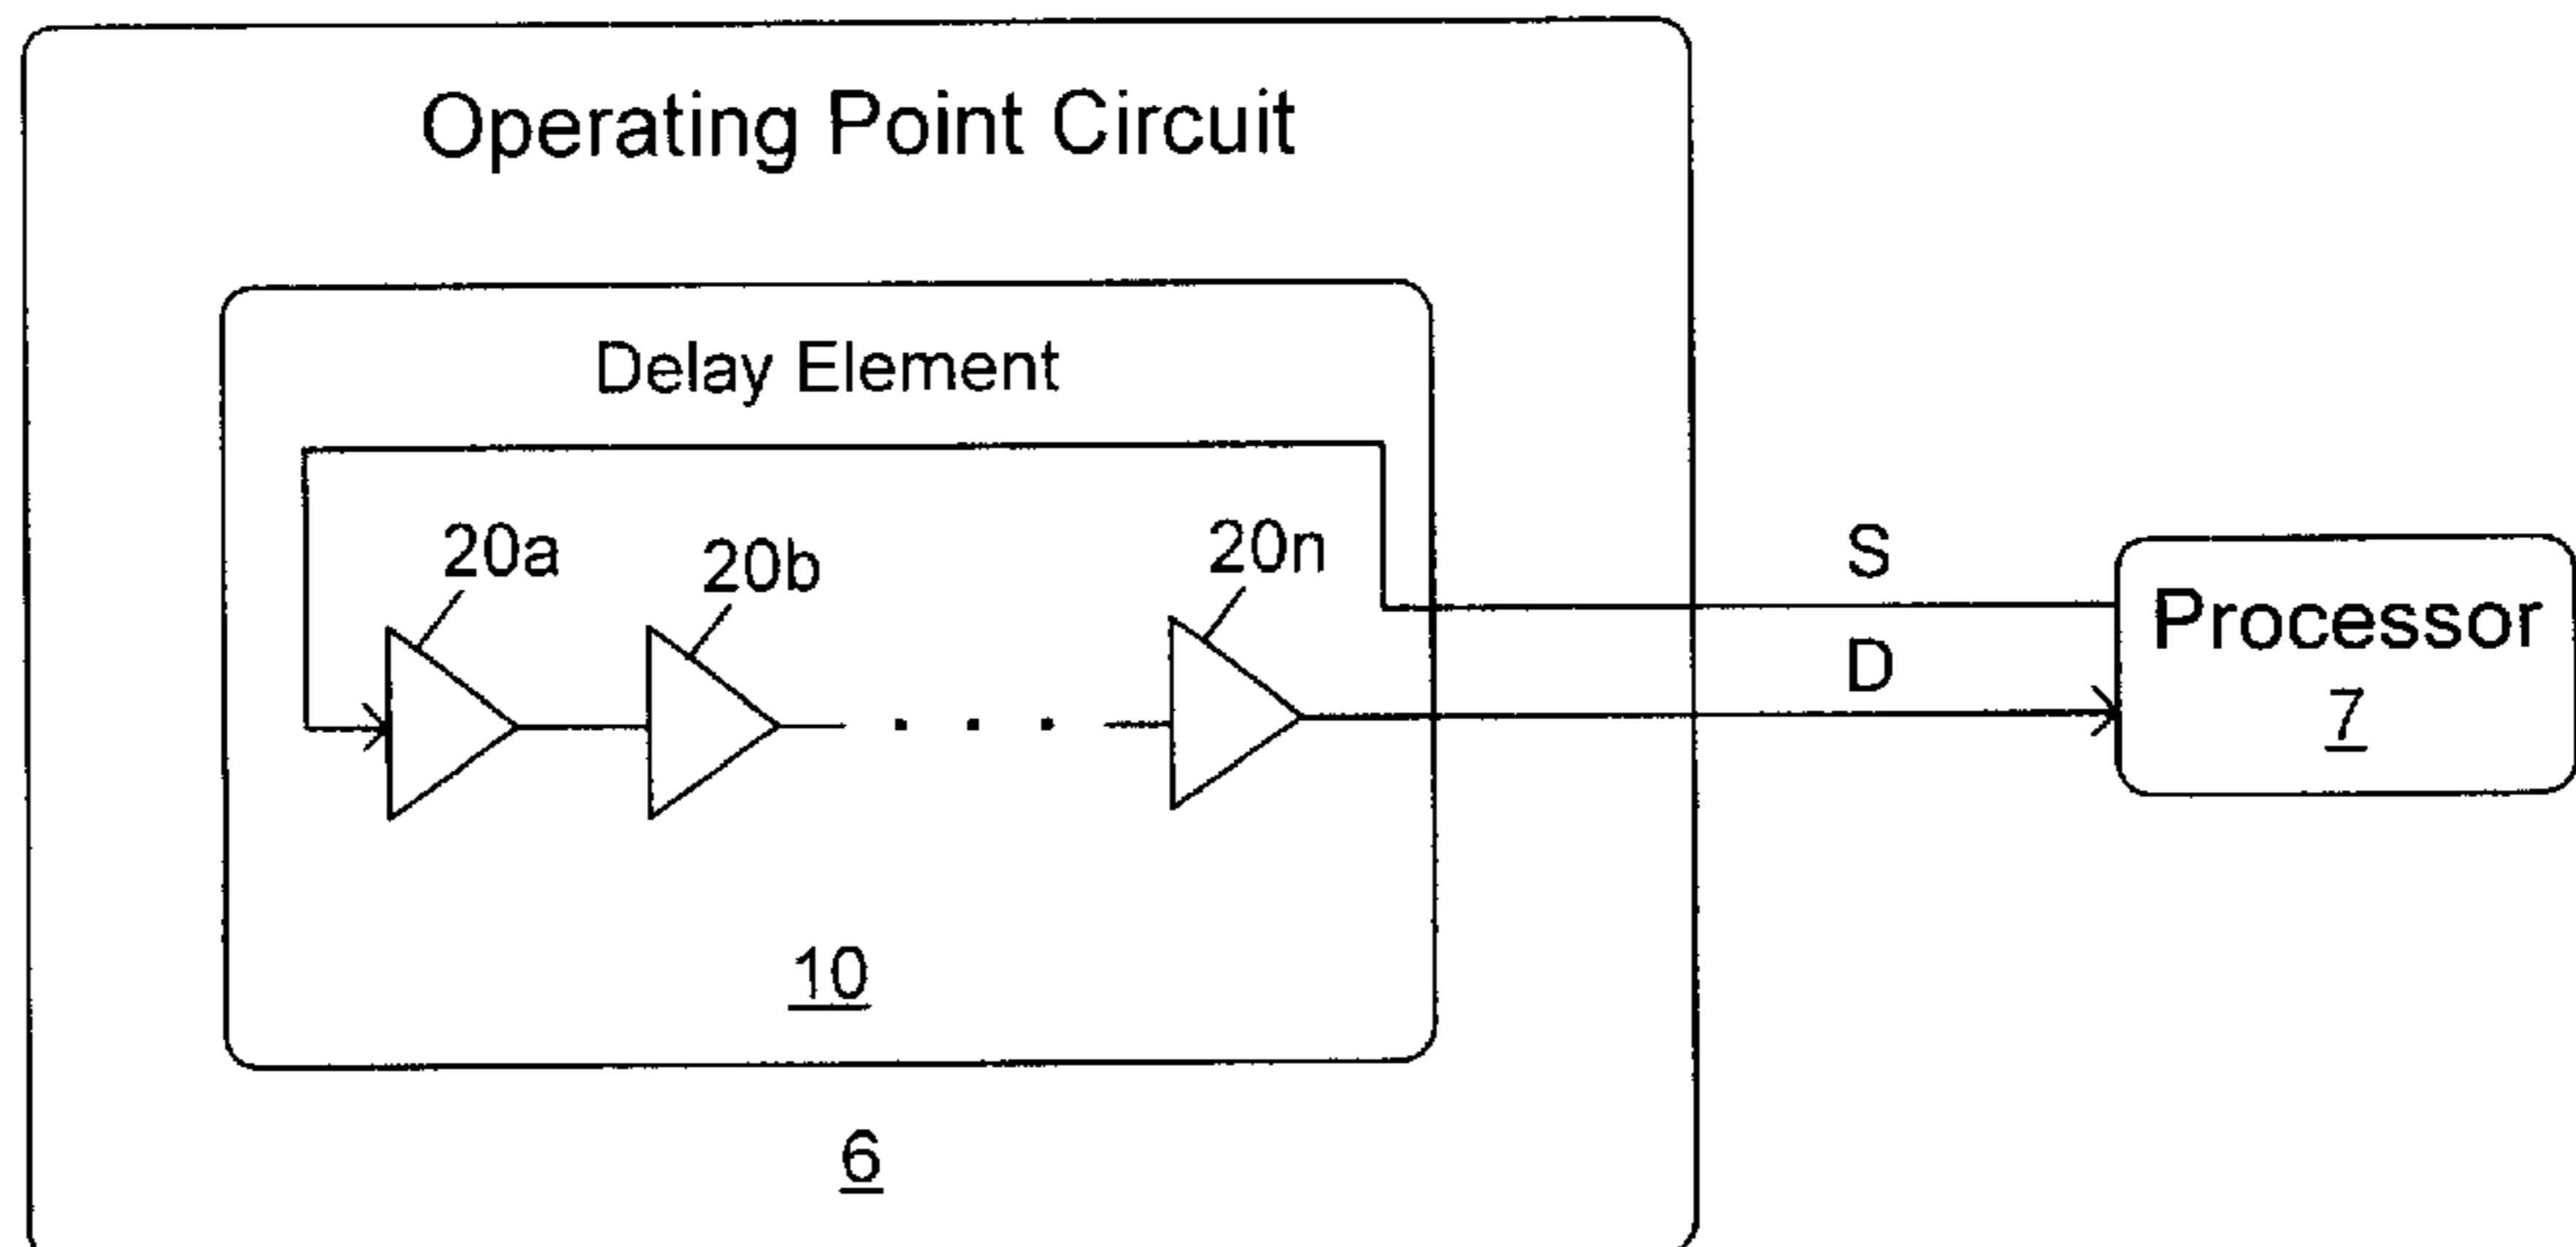 Operating Point Circuit
Delay Element
20a
20b
20n
S
D
Processor
7
10
6